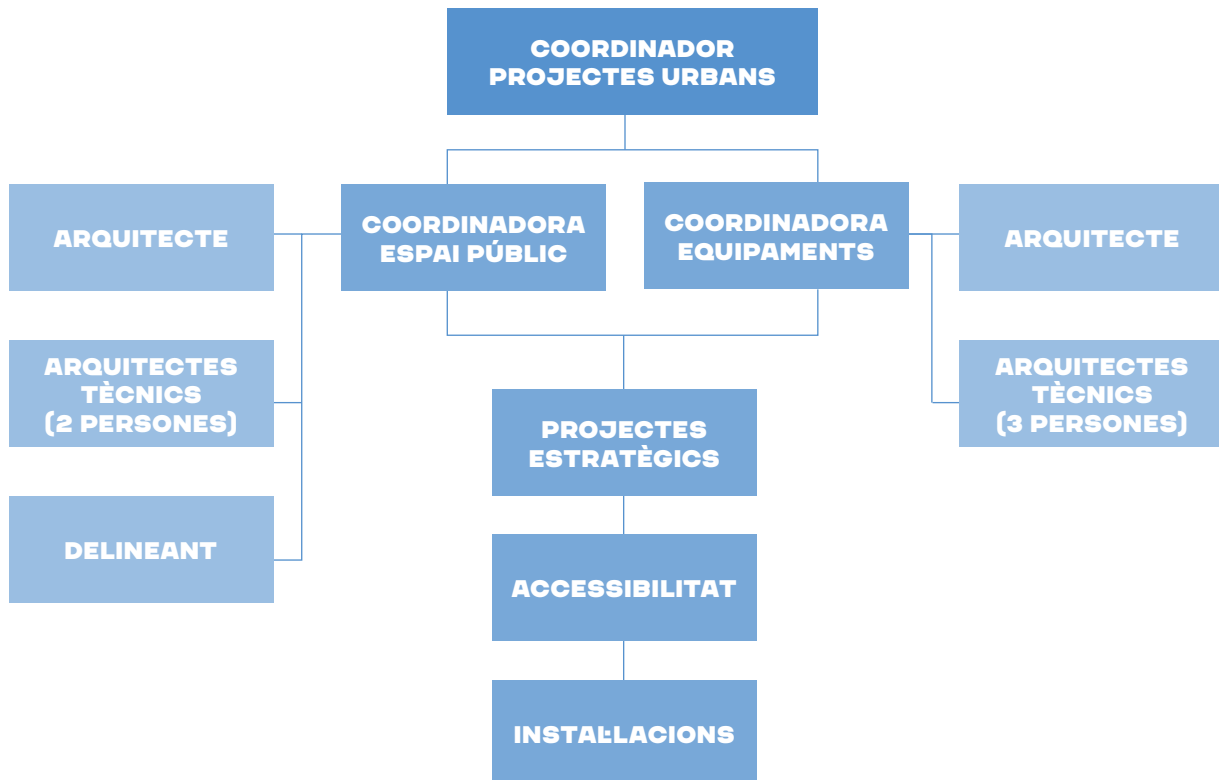 COORDINADOR
PROJECTES URBANS
ARQUITECTE
COORDINADORA
ESPAI PÚBLIC
COORDINADORA
EQUIPAMENTS
ARQUITECTE
ARQUITECTES
TÈCNICS
(2 PERSONES)
ARQUITECTES
TÈCNICS
(3 PERSONES)
PROJECTES
ESTRATÈGICS
DELINEANT
ACCESSIBILITAT
INSTAL·LACIONS